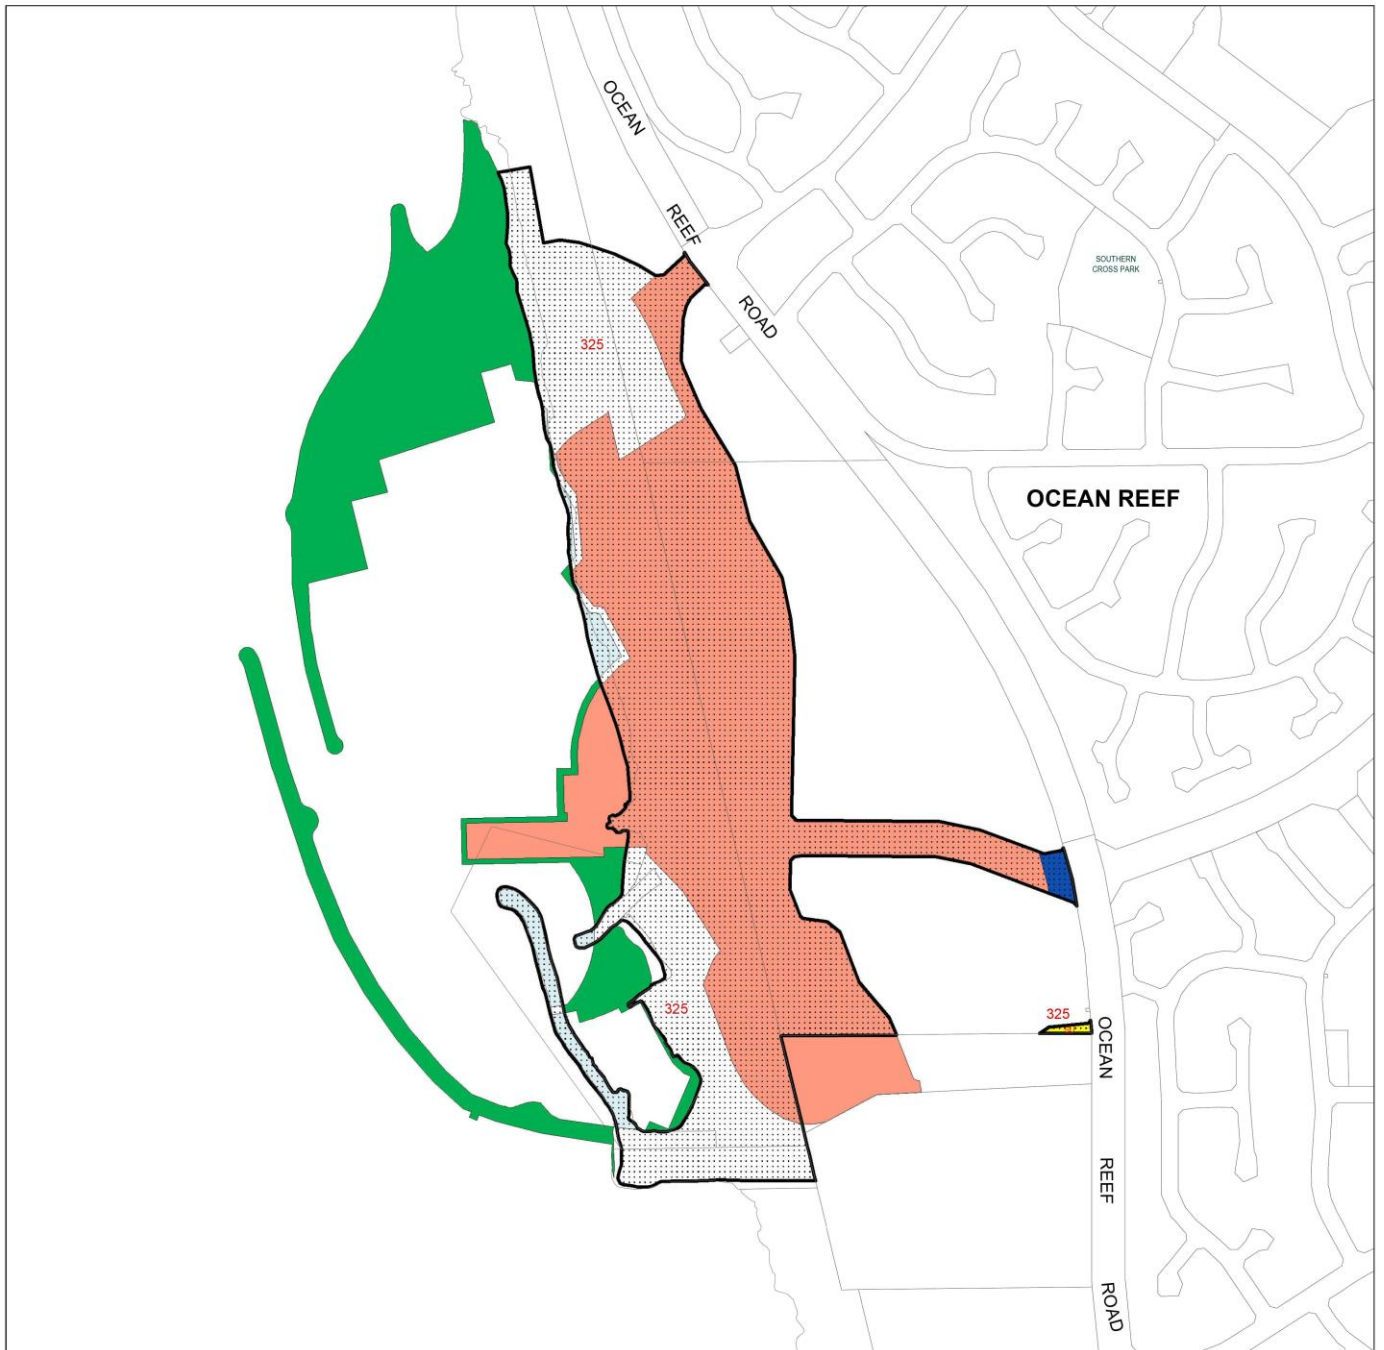 OCEAN
REEF
ROAD
SOUTHERN
CROSS PARK
325
OCEAN REEF
325
325
OCEAN
REEF
ROAD